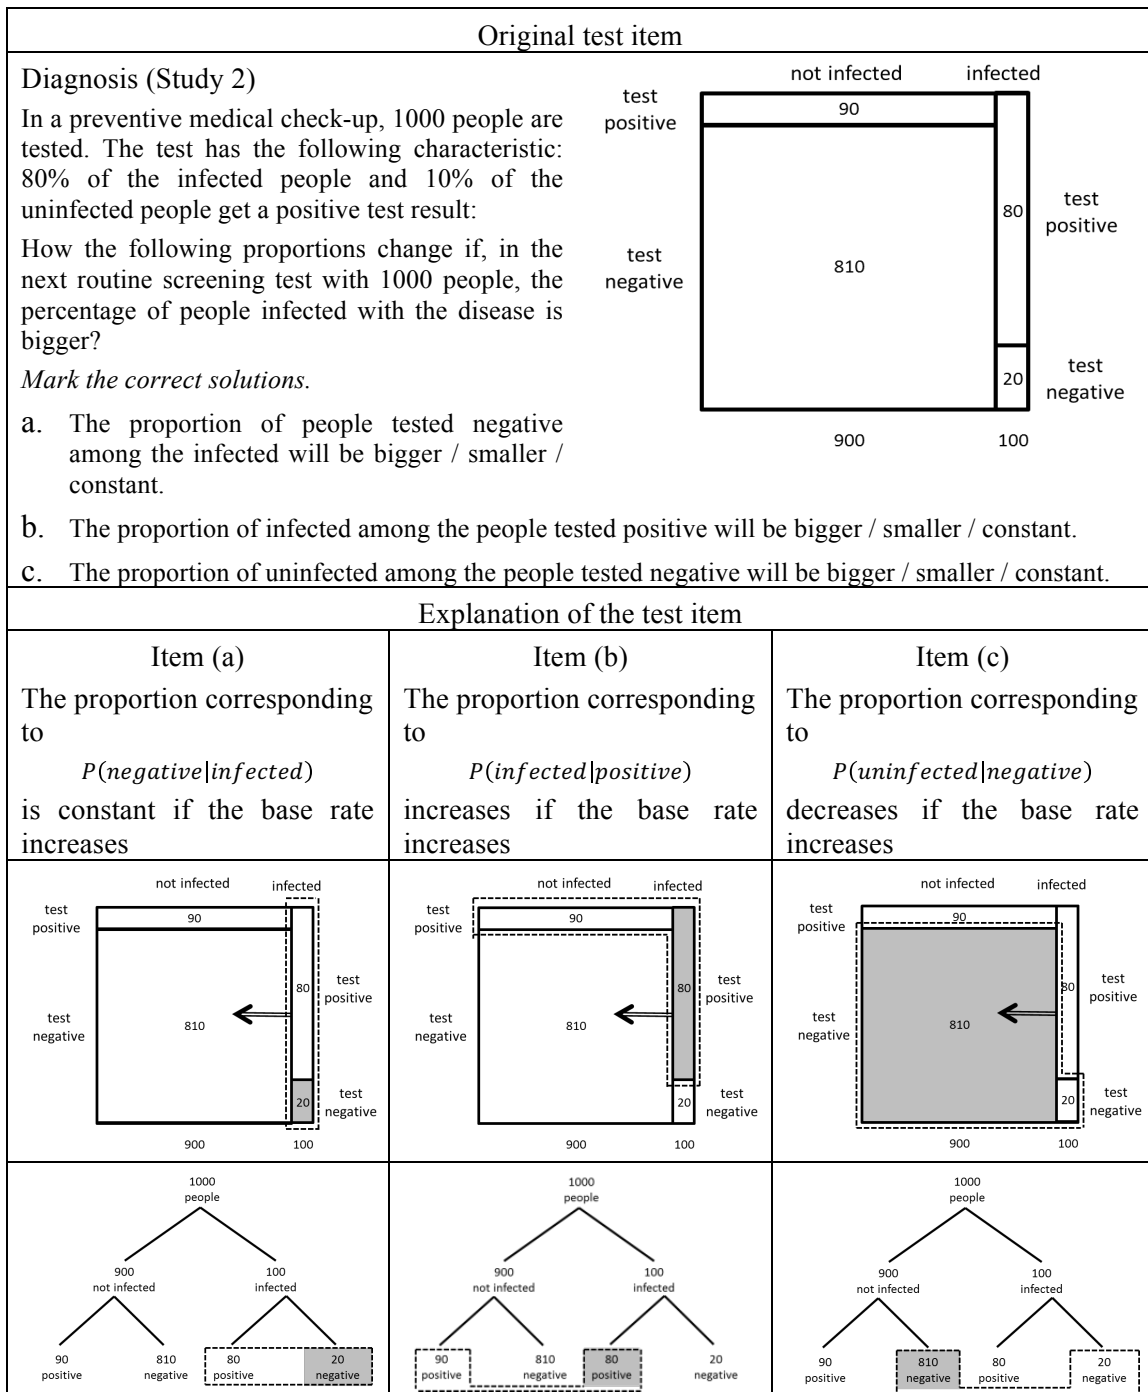 Original test item
Diagnosis (Study 2)
In a preventive medical check-up, 1000 people are
tested. The test has the following characteristic:
80% of the infected people and 10% of the
uninfected people get a positive test result:
How the following proportions change if, in the
next routine screening test with 1000 people, the
percentage of people infected with the disease is
bigger?
Mark the correct solutions.
a. The proportion of people tested negative
among the infected will be bigger / smaller /
constant.
not infected infected
test
positive
90
80
test
positive
test
negative
810
20
test
negative
900 100
b. The proportion of infected among the people tested positive will be bigger / smaller / constant.
c. The proportion of uninfected among the people tested negative will be bigger / smaller / constant.
Explanation of the test item
Item (a)
The proportion corresponding
to
P(negative|infected)
is constant if the base rate
increases
Item (b)
The proportion corresponding
to
P(infected|positive)
increases if the base rate
increases
Item (c)
The proportion corresponding
to
P(uninfected|negative)
decreases if the base rate
increases
not infected infected
test
positive
90
80
test
positive
test
negative
810
20
test
negative
900 100
not infected infected
test
positive
90
80
test
positive
test
negative
810
20
test
negative
900 100
not infected infected
test
positive
90
80
test
positive
test
negative
810
20
test
negative
900 100
1000
people
900 100
not infected infected
90 810 80 20
positive negative positive negative
1000
people
900 100
not infected infected
90 810 80 20
positive negative positive negative
1000
people
900 100
not infected infected
90 810 80 20
positive negative positive negative